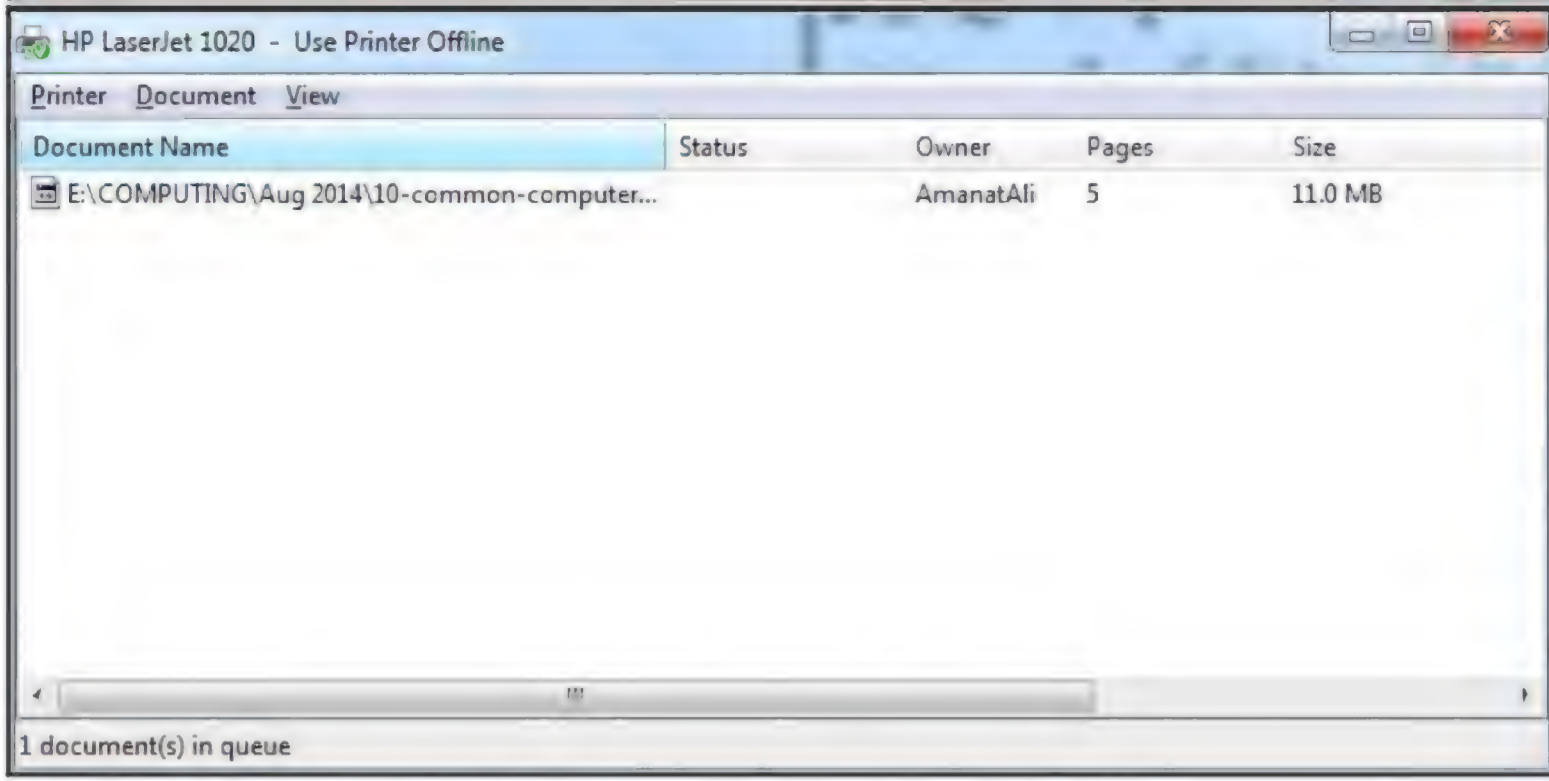 HP LaserJet 1020 - Use Printer Offline
Printer Document View
Document Name Status Owner Pages Size
E:\COMPUTING\Aug 2014\10-common-computer... AmanatAli 5 11.0 MB
1 document(s) in queue